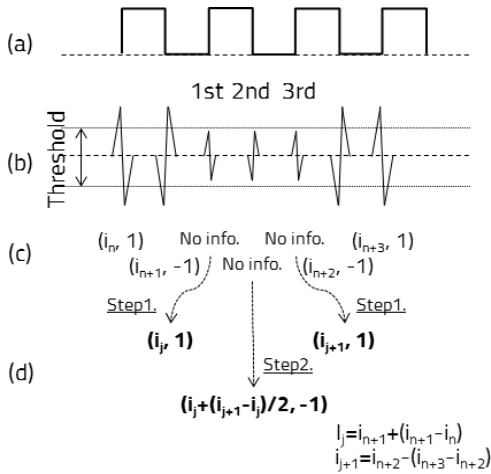 (a)
1st 2nd 3rd
Threshold
(b)
(c)
(iₙ, 1) No info. No info. (iₙ₊₃, 1)
(iₙ₊₁, -1) No info. (iₙ₊₂, -1)
Step1. Step1.
(iⱼ, 1) (iⱼ₊₁, 1)
(d)
Step2.
(iⱼ+(iⱼ₊₁-iⱼ)/2, -1)
Iⱼ=iₙ₊₁+(iₙ₊₁-iₙ)
iⱼ₊₁=iₙ₊₂-(iₙ₊₃-iₙ₊₂)